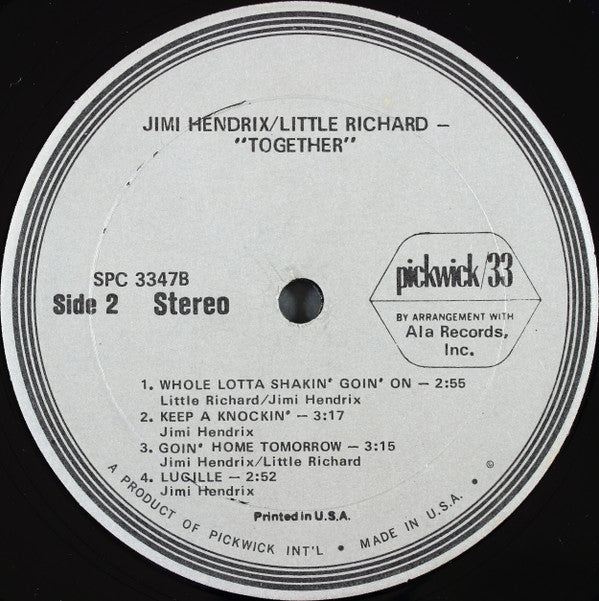 JIMI HENDRIX/LITTLE RICHARD –
"TOGETHER"
SPC 3347B
Side 2 Stereo
pickwick/33
BY ARRANGEMENT WITH
Ala Records,
Inc.
1. WHOLE LOTTA SHAKIN' GOIN' ON – 2:55
Little Richard/Jimi Hendrix
2. KEEP A KNOCKIN' – 3:17
Jimi Hendrix
3. GOIN' HOME TOMORROW – 3:15
Jimi Hendrix/Little Richard
4. LUCILLE – 2:52
Jimi Hendrix
Printed in U.S.A.
A PRODUCT OF PICKWICK INT'L • MADE IN U.S.A. • ©